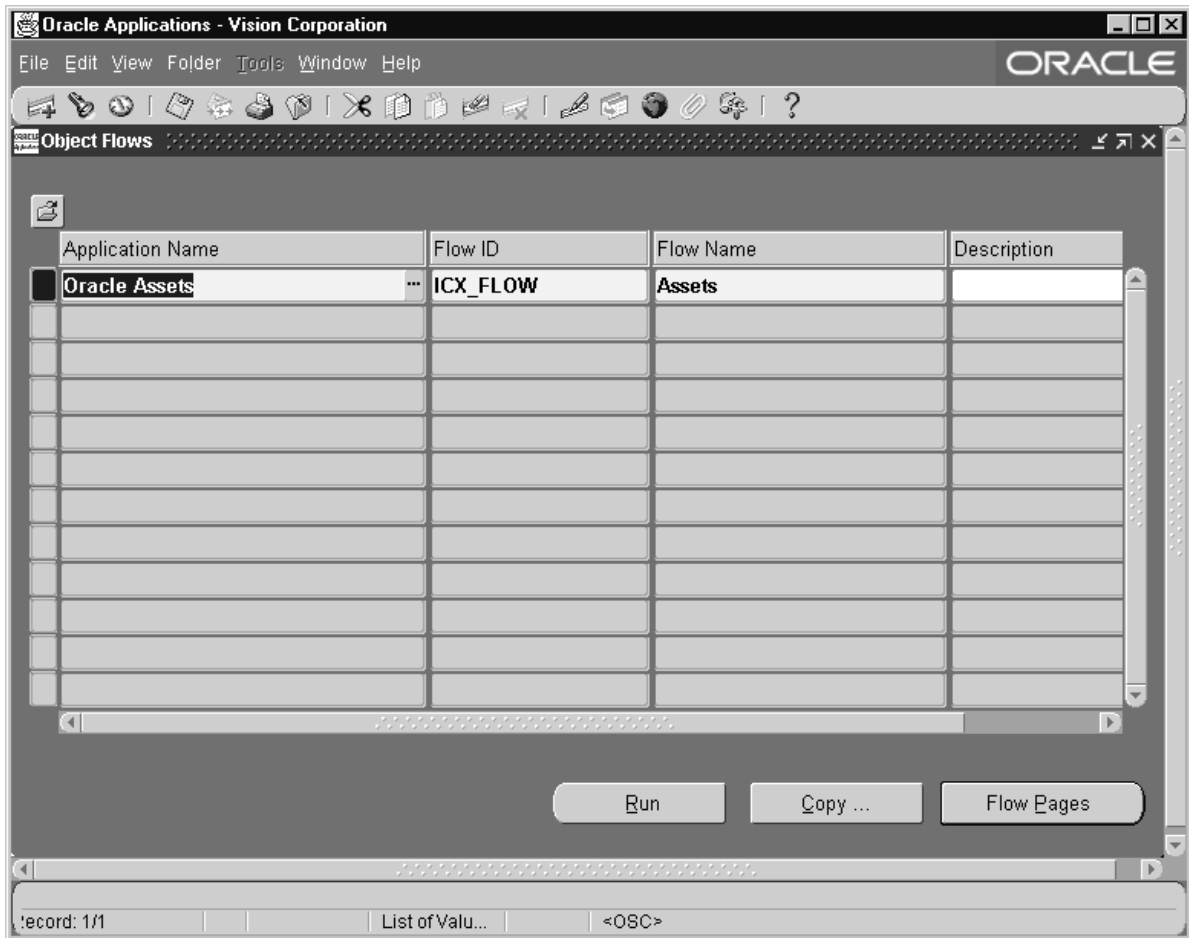 Oracle Applications - Vision Corporation
File Edit View Folder Tools Window Help
ORACLE
Object Flows
Application Name Flow ID Flow Name Description
Oracle Assets ... ICX_FLOW Assets
Run Copy ... Flow Pages
Record: 1/1 List of Valu... <OSC>